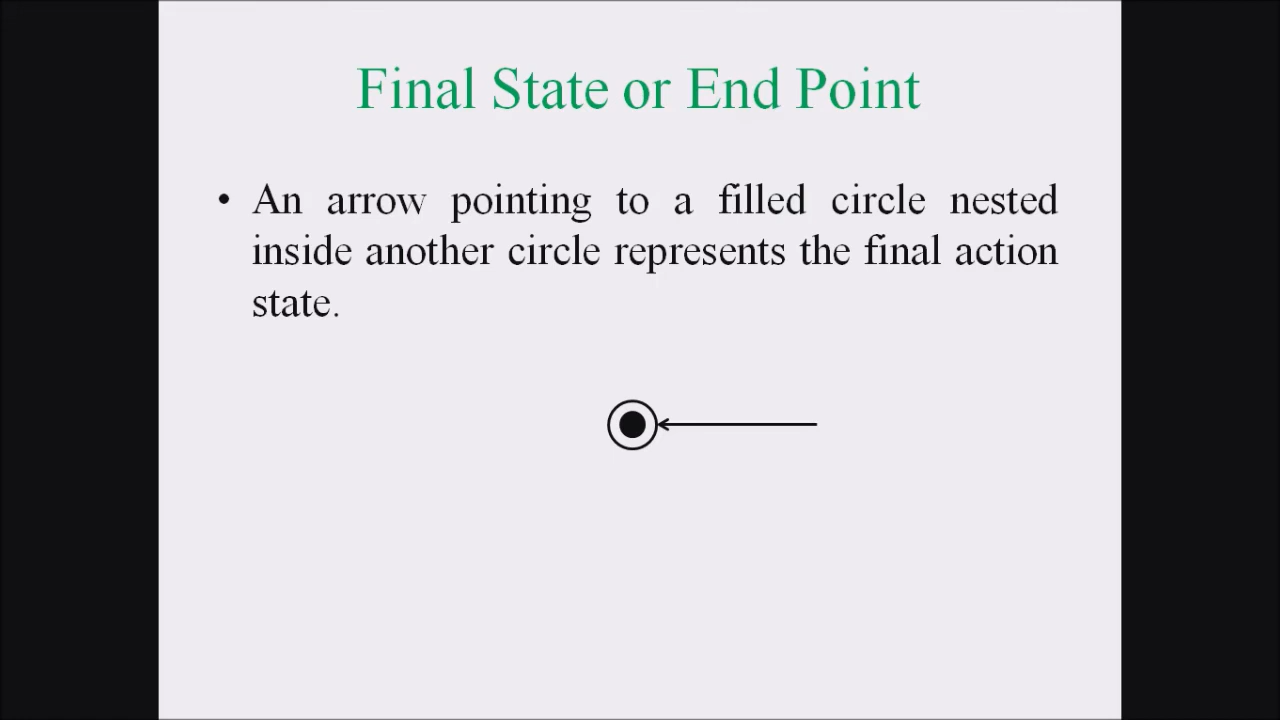 Final State or End Point
• An arrow pointing to a filled circle nested
inside another circle represents the final action
state.